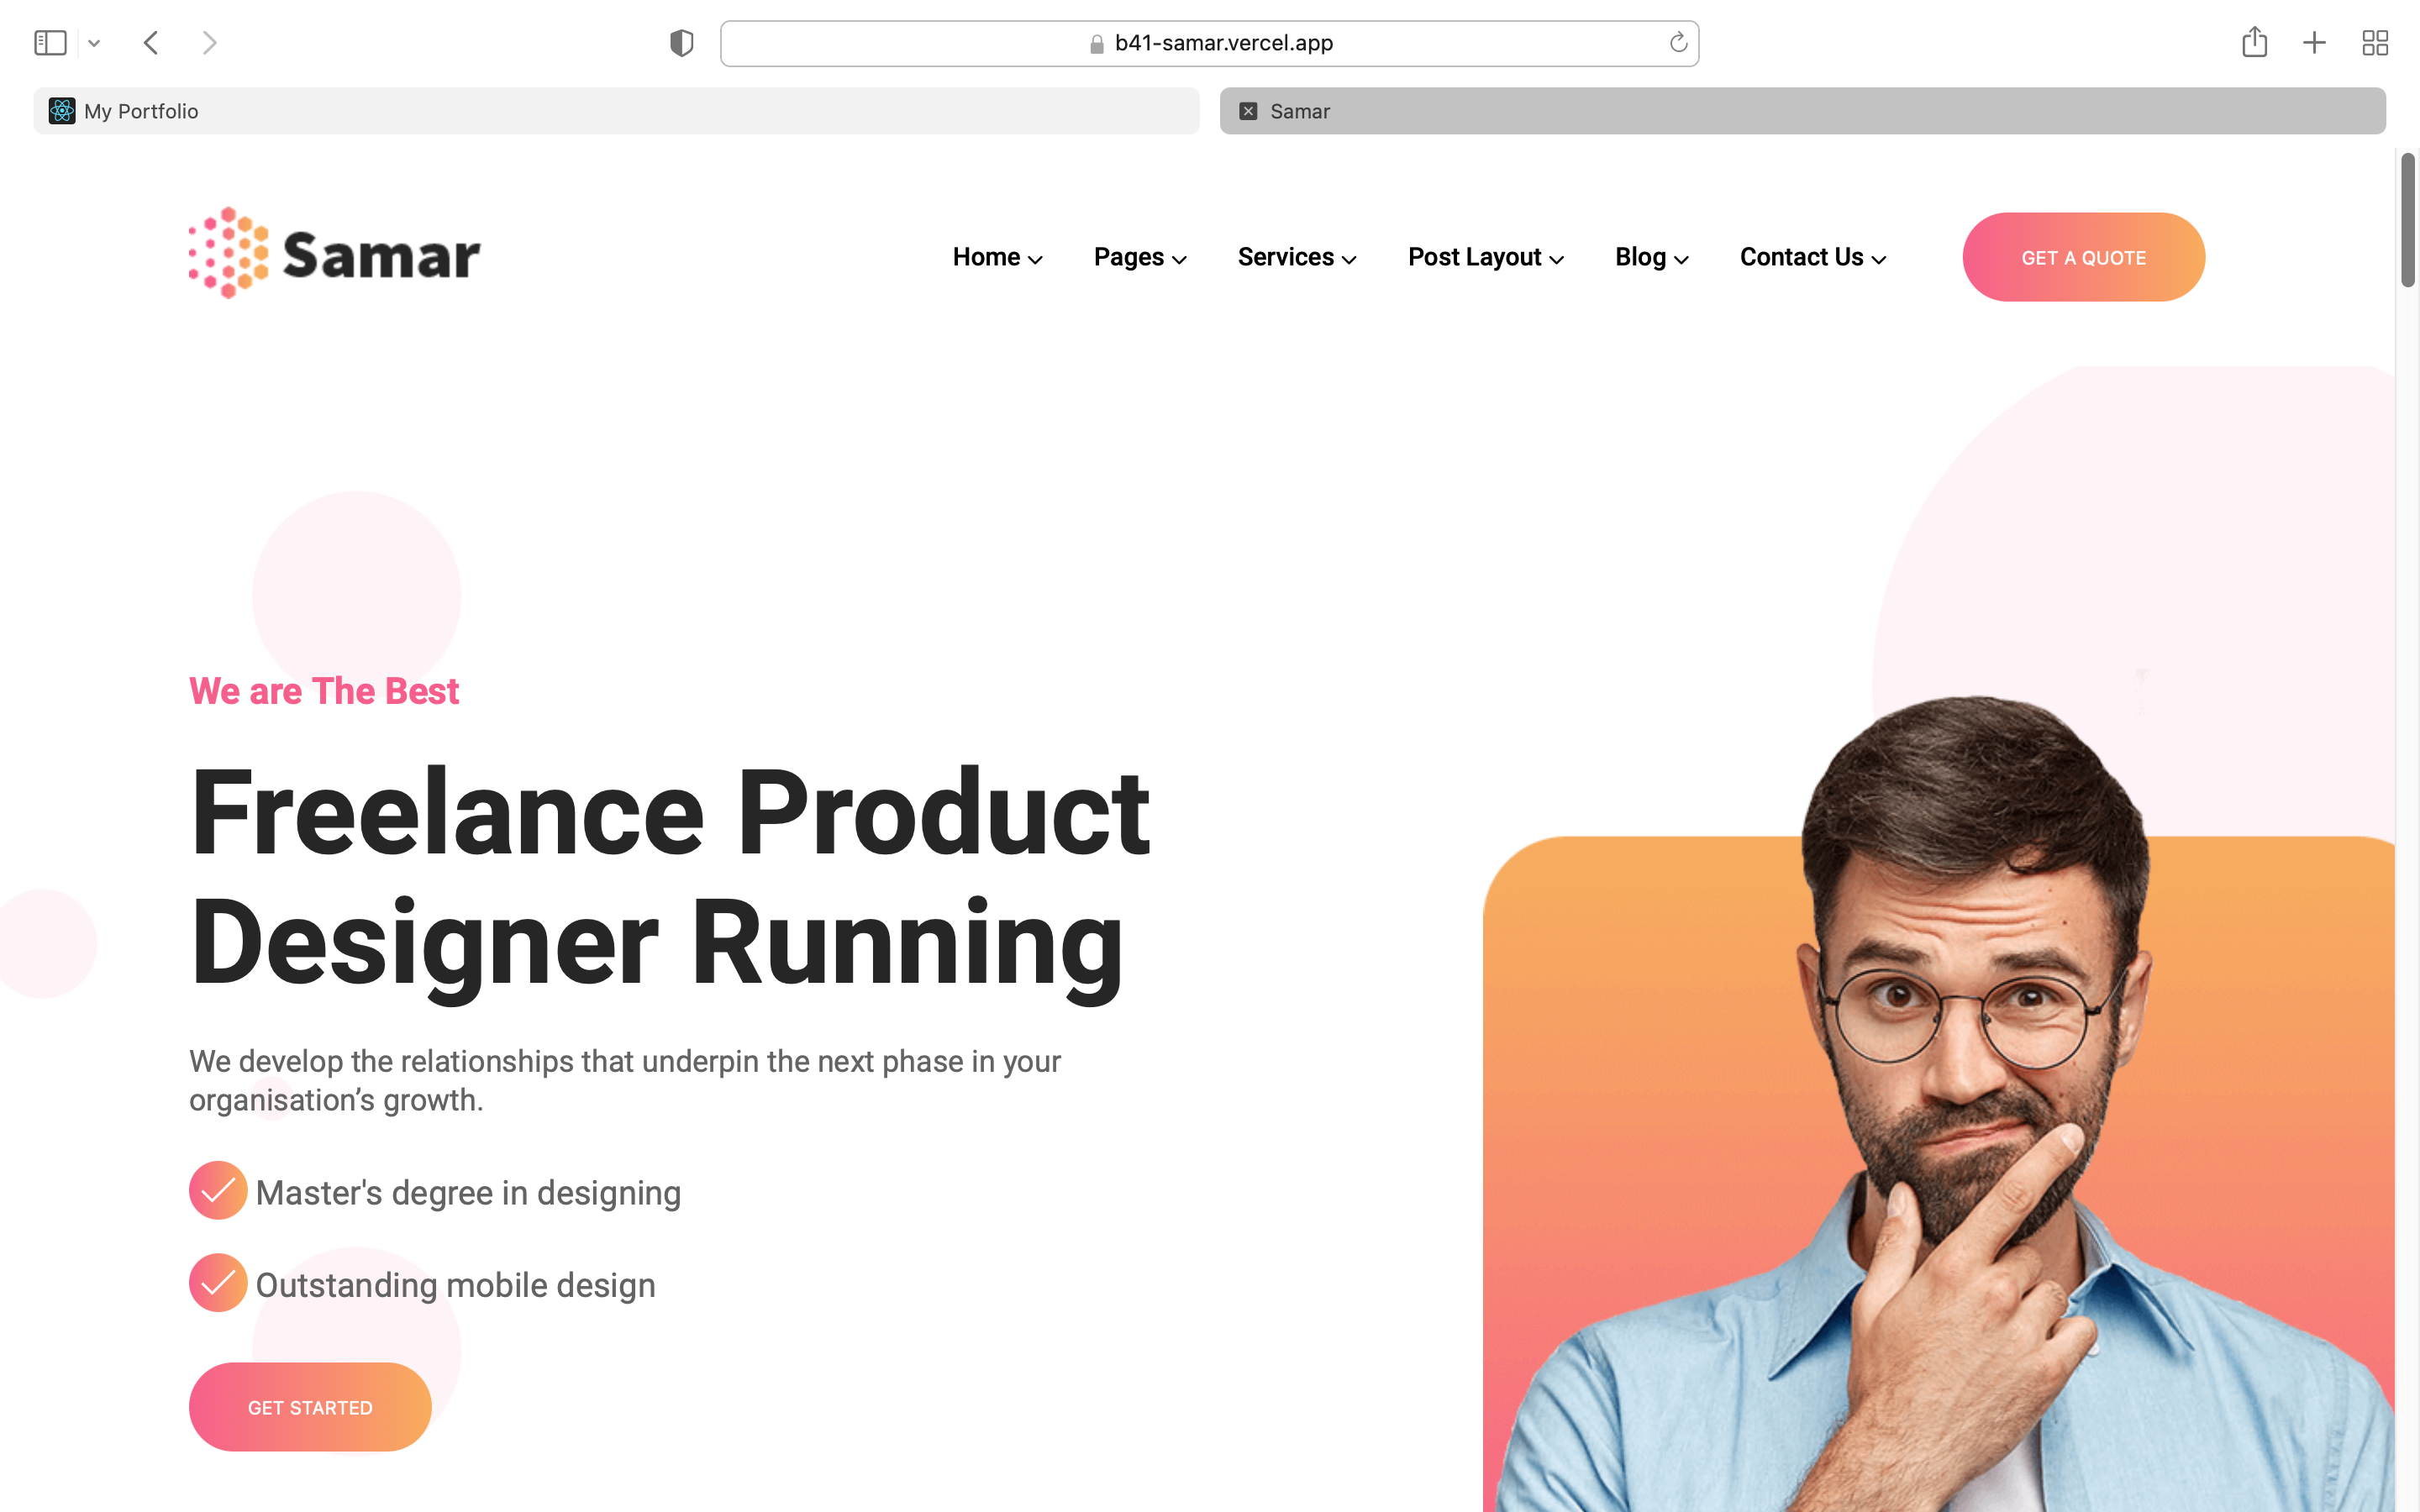 b41-samar.vercel.app
My Portfolio
Samar
Samar
Home Pages Services Post Layout Blog Contact Us GET A QUOTE
We are The Best
Freelance Product
Designer Running
We develop the relationships that underpin the next phase in your
organisation’s growth.
Master's degree in designing
Outstanding mobile design
GET STARTED